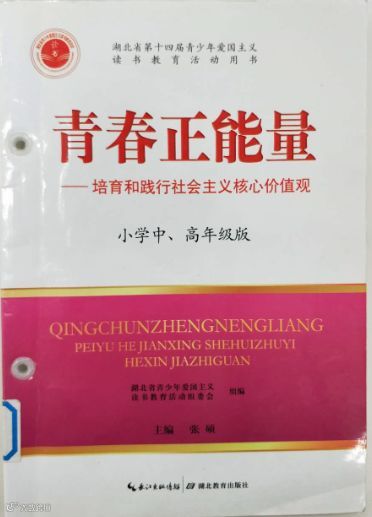 湖北省第十四届青少年爱国主义
读书教育活动用书
读书
青春正能量
——培育和践行社会主义核心价值观
小学中、高年级版
QINGCHUNZHENGNENGLIANG
PEIYU HE JIANXING SHEHUIZHUYI
HEXIN JIAZHIGUAN
湖北省青少年爱国主义
读书教育活动组委会 组编
主编 张硕
长江出版传媒 湖北教育出版社